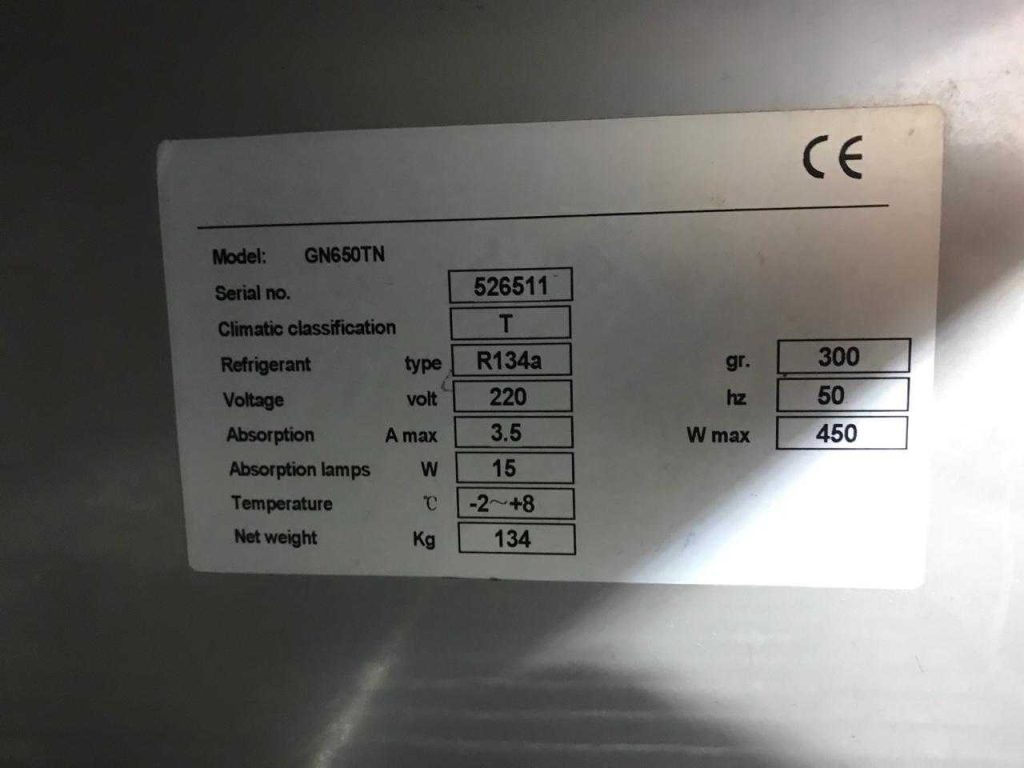 CE
Model: GN650TN
Serial no. 526511
Climatic classification T
Refrigerant type R134a gr. 300
Voltage volt 220 hz 50
Absorption A max 3.5 W max 450
Absorption lamps W 15
Temperature ℃ -2~+8
Net weight Kg 134